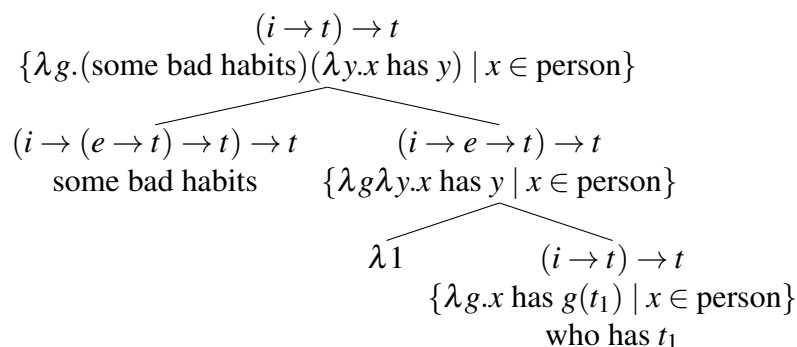 (i → t) → t
{λg.(some bad habits)(λy.x has y) | x ∈ person}
(i → (e → t) → t) → t
some bad habits
(i → e → t) → t
{λgλy.x has y | x ∈ person}
λ1
(i → t) → t
{λg.x has g(t₁) | x ∈ person}
who has t₁